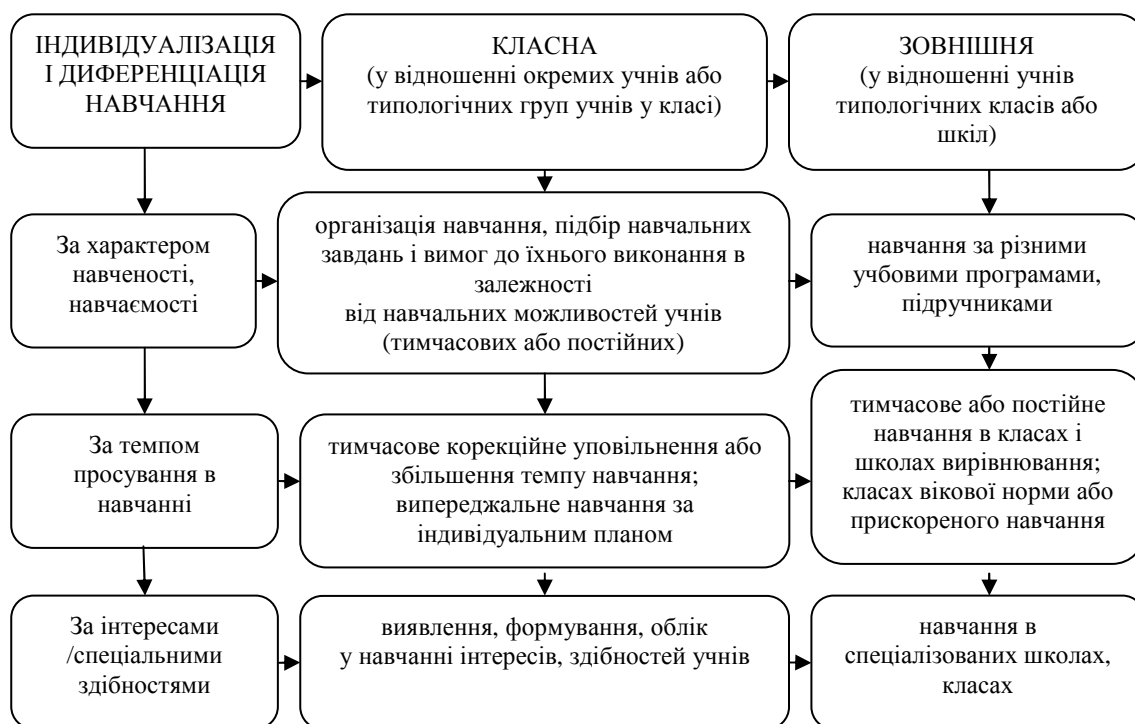 ІНДИВІДУАЛІЗАЦІЯ
І ДИФЕРЕНЦІАЦІЯ
НАВЧАННЯ
КЛАСНА
(у відношенні окремих учнів або
типологічних груп учнів у класі)
ЗОВНІШНЯ
(у відношенні учнів
типологічних класів або
шкіл)
За характером
навчености,
навчаємості
організація навчання, підбір навчальних
завдань і вимог до їхнього виконання в
залежності
від навчальних можливостей учнів
(тимчасових або постійних)
навчання за різними
учбовими програмами,
підручниками
За темпом
просування в
навчанні
тимчасове корекційне уповільнення або
збільшення темпу навчання;
випереджальне навчання за
індивідуальним планом
тимчасове або постійне
навчання в класах і
школах вирівнювання;
класах вікової норми або
прискореного навчання
За інтересами
/спеціальними
здібностями
виявлення, формування, облік
у навчанні інтересів, здібностей учнів
навчання в
спеціалізованих школах,
класах